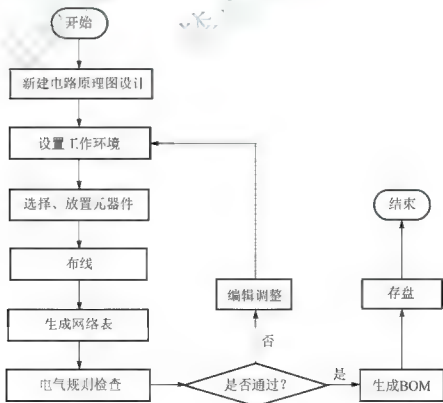 开始
新建电路原理图设计
设置工作环境
选择、放置元器件
布线
生成网络表
电气规则检查
是否通过?
否
编辑调整
是
生成BOM
存盘
结束